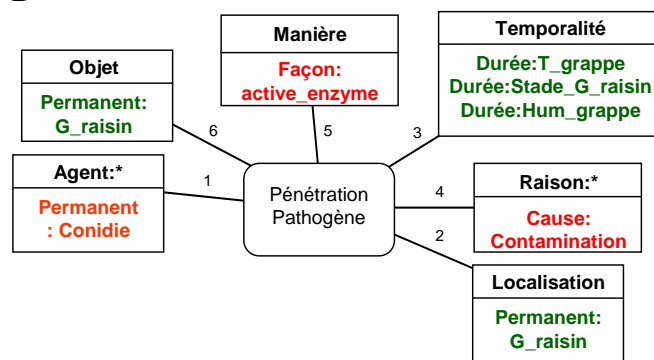 Manière
Façon:
active_enzyme
Temporalité
Durée:T_grappe
Durée:Stade_G_raisin
Durée:Hum_grappe
Objet
Permanent:
G_raisin
6
5
3
Agent:*
Permanent
: Conidie
1
Pénétration
Pathogène
4
Raison:*
Cause:
Contamination
2
Localisation
Permanent:
G_raisin